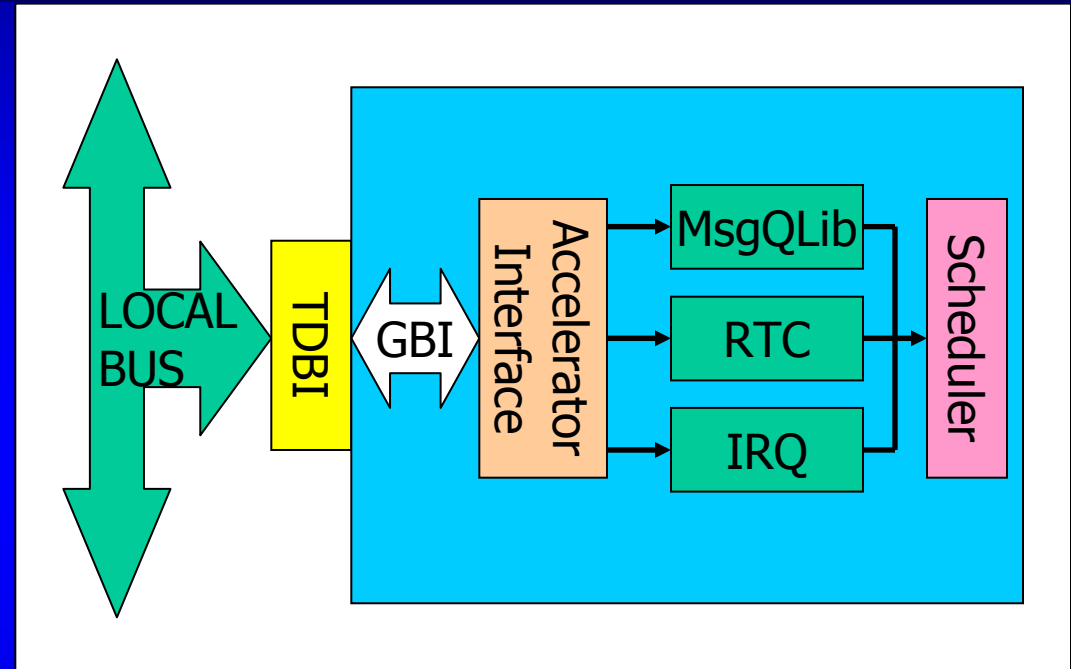 LOCAL
BUS
TDBI
GBI
Accelerator
Interface
MsgQLib
RTC
IRQ
Scheduler